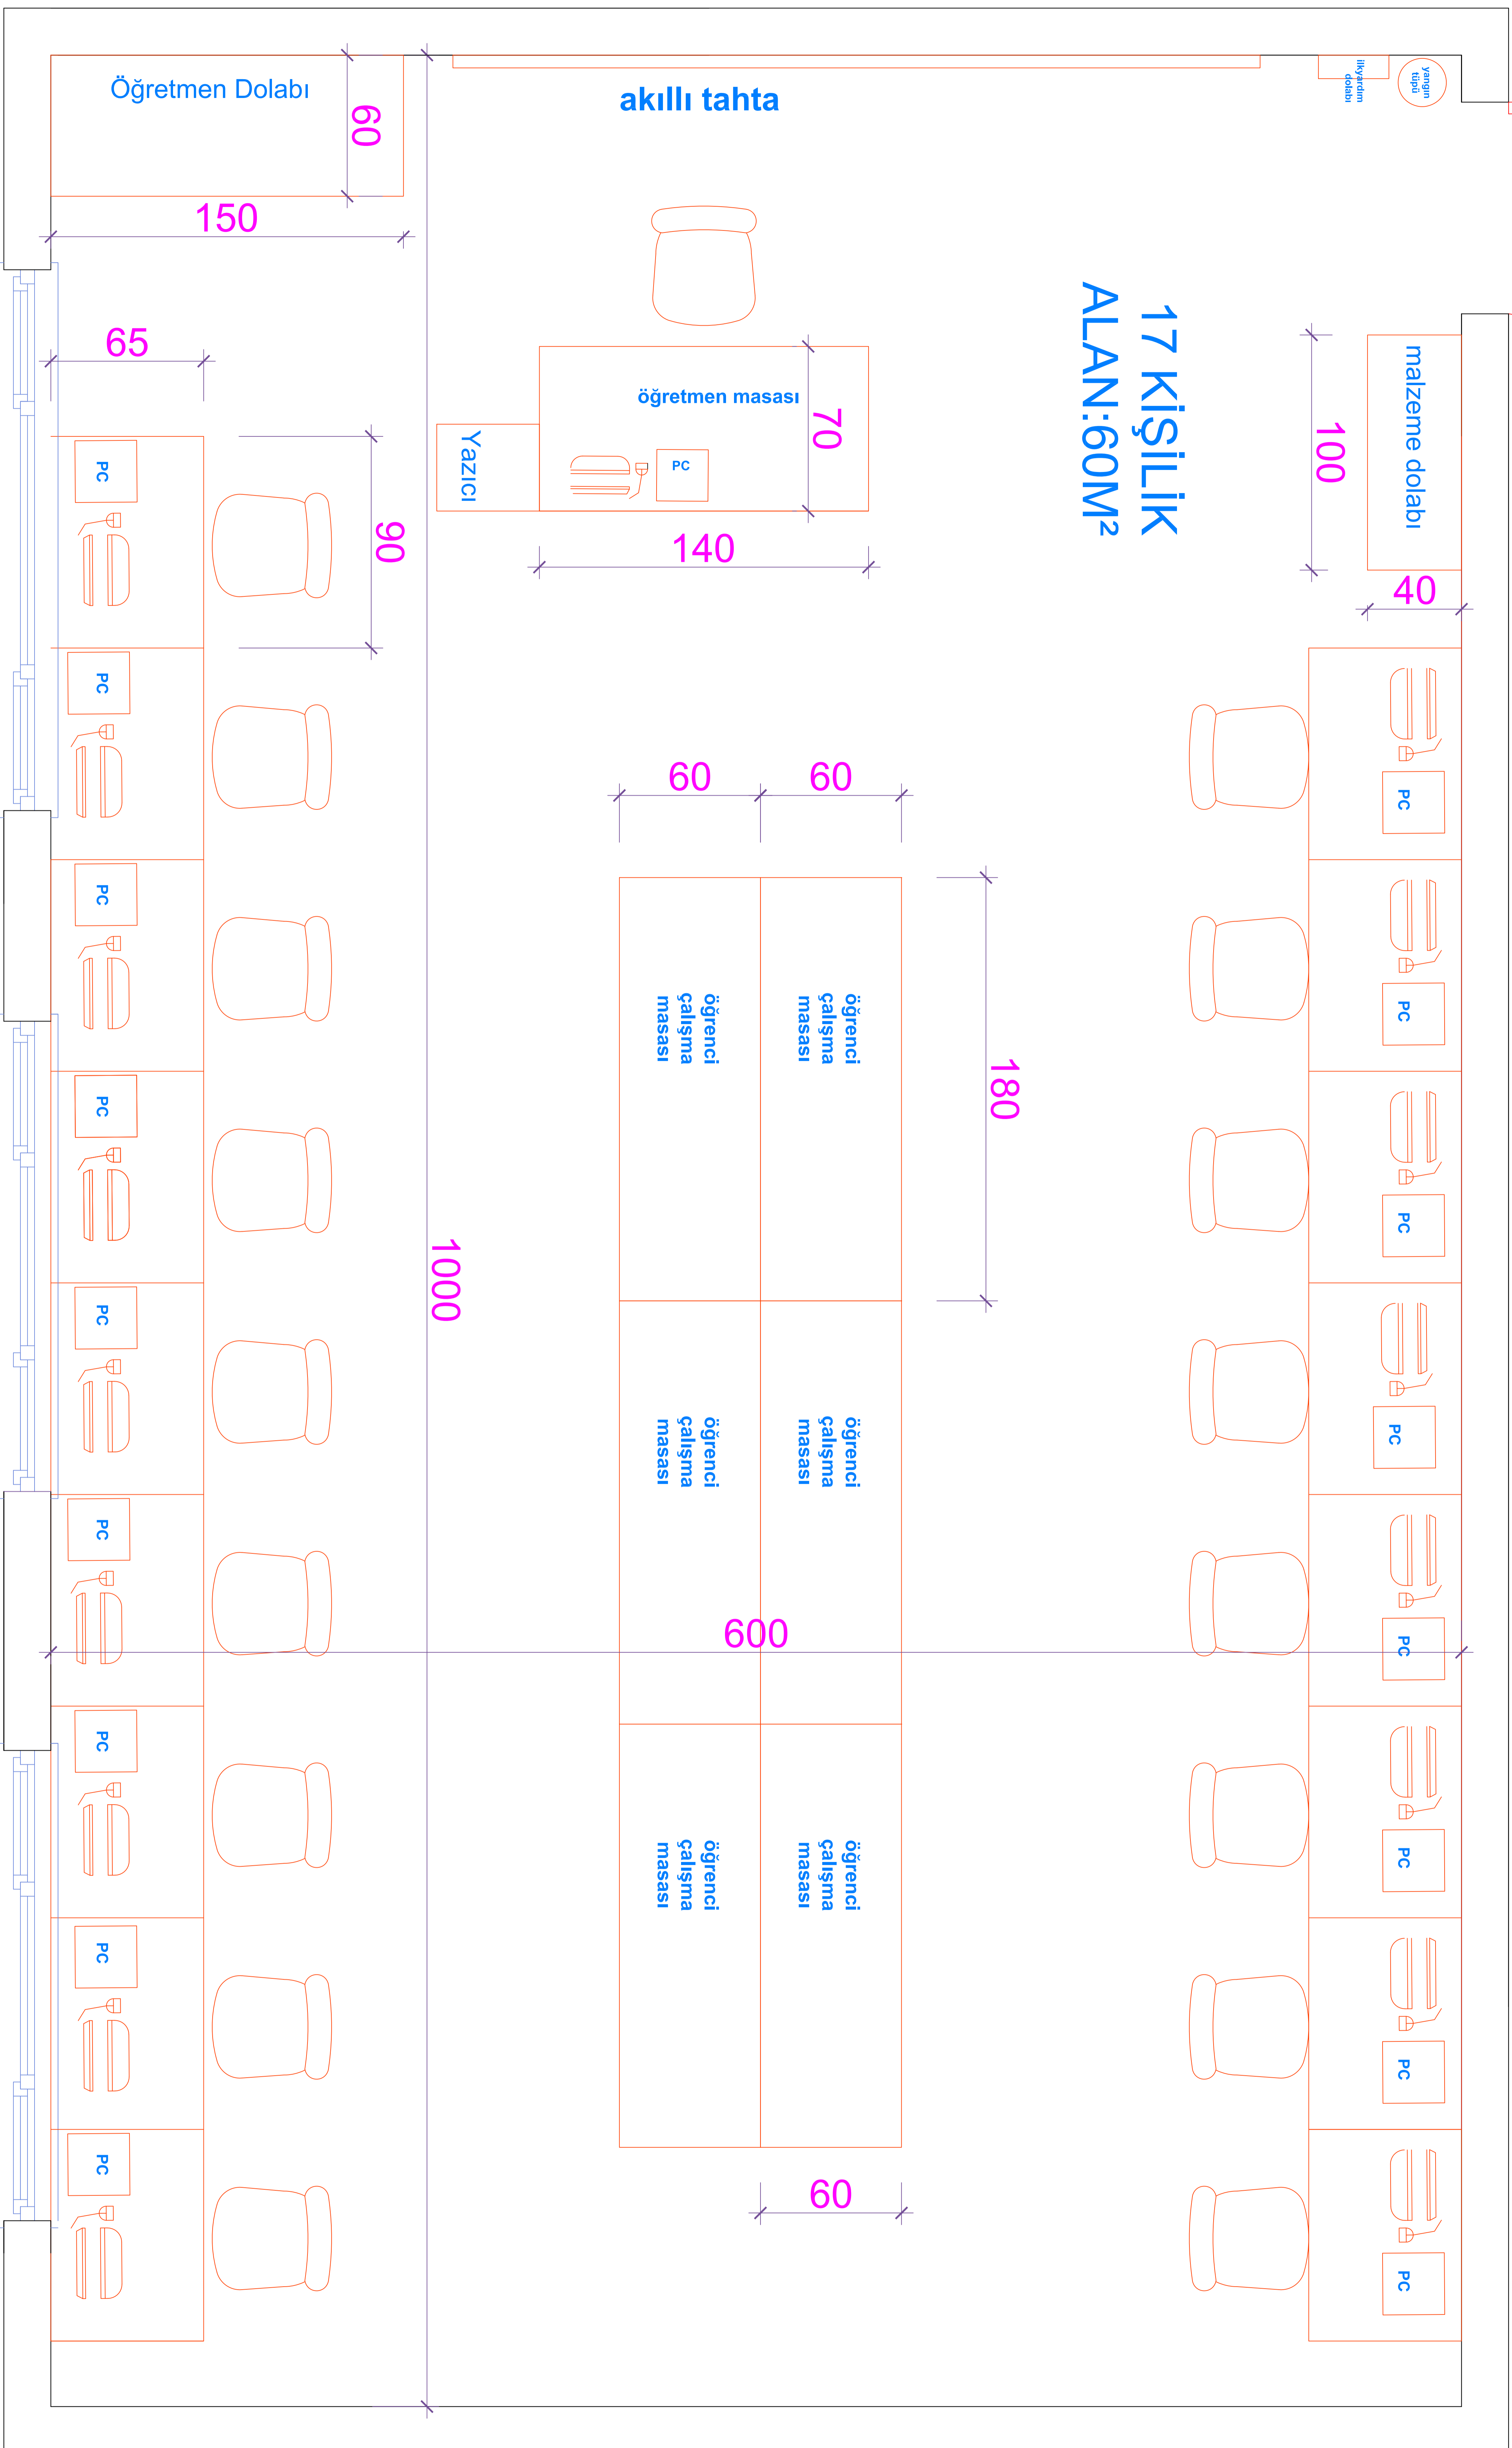 Öğretmen Dolabı
60
150
akıllı tahta
ilkyardım
dolabı
yangın
tüpü
17 KİŞİLİK
ALAN:60M²
malzeme dolabı
100
40
65
90
öğretmen masası
70
PC
Yazıcı
140
PC
PC
PC
PC
PC
PC
PC
PC
PC
60
60
180
1000
öğrenci
çalışma
masası
öğrenci
çalışma
masası
öğrenci
çalışma
masası
öğrenci
çalışma
masası
600
öğrenci
çalışma
masası
öğrenci
çalışma
masası
60
PC
PC
PC
PC
PC
PC
PC
PC